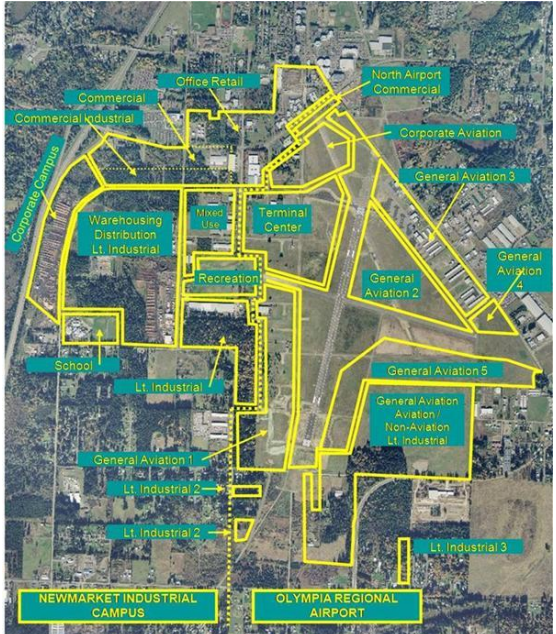 Office Retail
North Airport
Commercial
Commercial
Commercial Industrial
Corporate Aviation
General Aviation 3
Corporate Campus
Warehousing
Distribution
Lt. Industrial
Mixed
Use
Terminal
Center
General
Aviation
4
Recreation
General
Aviation 2
School
Lt. Industrial
General Aviation 5
General Aviation
Aviation /
Non-Aviation
Lt. Industrial
General Aviation 1
Lt. Industrial 2
Lt. Industrial 2
Lt. Industrial 3
NEWMARKET INDUSTRIAL
CAMPUS
OLYMPIA REGIONAL
AIRPORT